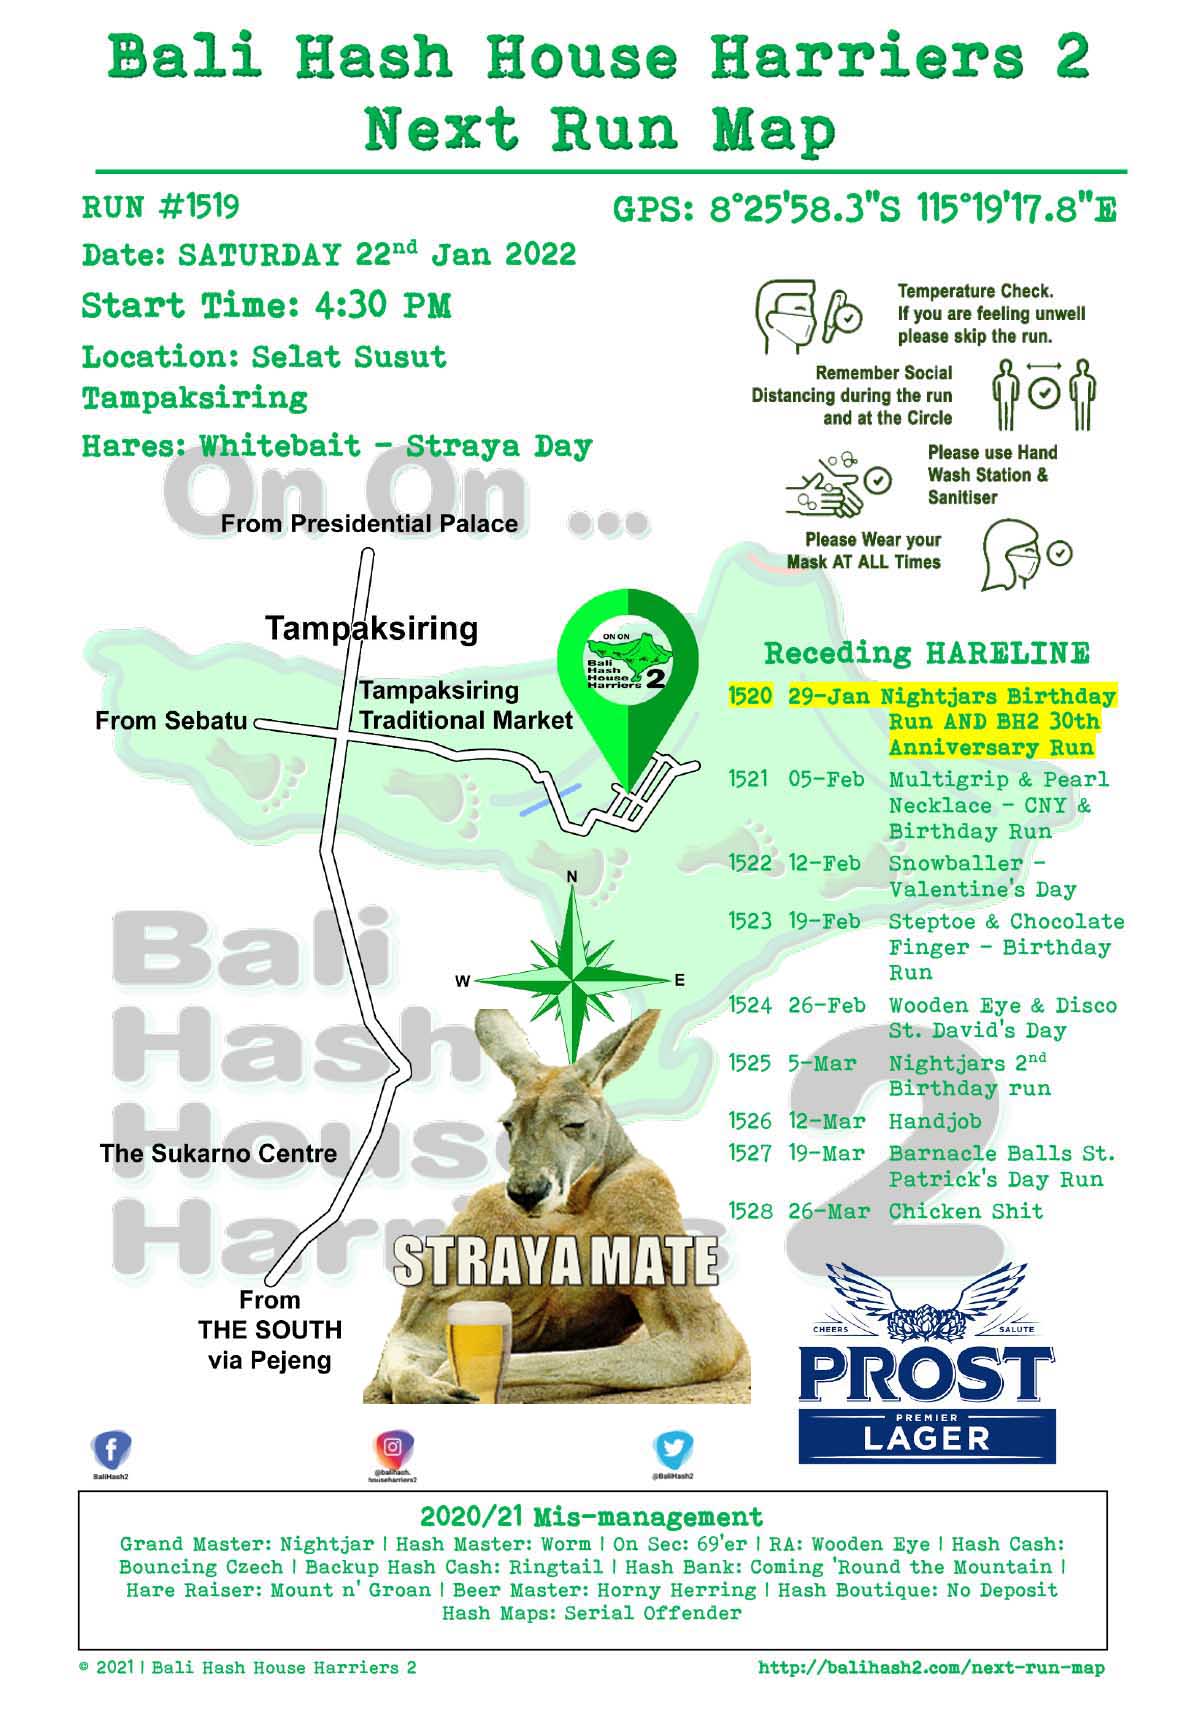 Bali Hash House Harriers 2
Next Run Map
RUN #1519
GPS: 8°25'58.3"S 115°19'17.8"E
Date: SATURDAY 22nd Jan 2022
Start Time: 4:30 PM
Location: Selat Susut
Tampaksiring
Hares: Whitebait - Straya Day
Temperature Check.
If you are feeling unwell
please skip the run.
Remember Social
Distancing during the run
and at the Circle
Please use Hand
Wash Station &
Sanitiser
Please Wear your
Mask AT ALL Times
On On ...
From Presidential Palace
Tampaksiring
Tampaksiring
Traditional Market
From Sebatu
ON ON
Bali
Hash
House
Harriers 2
N
W
E
Bali
Hash
House
Harriers 2
The Sukarno Centre
From
THE SOUTH
via Pejeng
STRAYA MATE
Receding HARELINE
1520 29-Jan Nightjars Birthday
Run AND BH2 30th
Anniversary Run
1521 05-Feb Multigrip & Pearl
Necklace - CNY &
Birthday Run
1522 12-Feb Snowballer -
Valentine's Day
1523 19-Feb Steptoe & Chocolate
Finger - Birthday
Run
1524 26-Feb Wooden Eye & Disco
St. David's Day
1525 5-Mar Nightjars 2nd
Birthday run
1526 12-Mar Handjob
1527 19-Mar Barnacle Balls St.
Patrick's Day Run
1528 26-Mar Chicken Shit
CHEERS SALUTE
PROST
PREMIER
LAGER
BaliHash2
@balihash.
househarriers2
@BaliHash2
2020/21 Mis-management
Grand Master: Nightjar | Hash Master: Worm | On Sec: 69'er | RA: Wooden Eye | Hash Cash:
Bouncing Czech | Backup Hash Cash: Ringtail | Hash Bank: Coming 'Round the Mountain |
Hare Raiser: Mount n' Groan | Beer Master: Horny Herring | Hash Boutique: No Deposit
Hash Maps: Serial Offender
© 2021 | Bali Hash House Harriers 2
http://balihash2.com/next-run-map